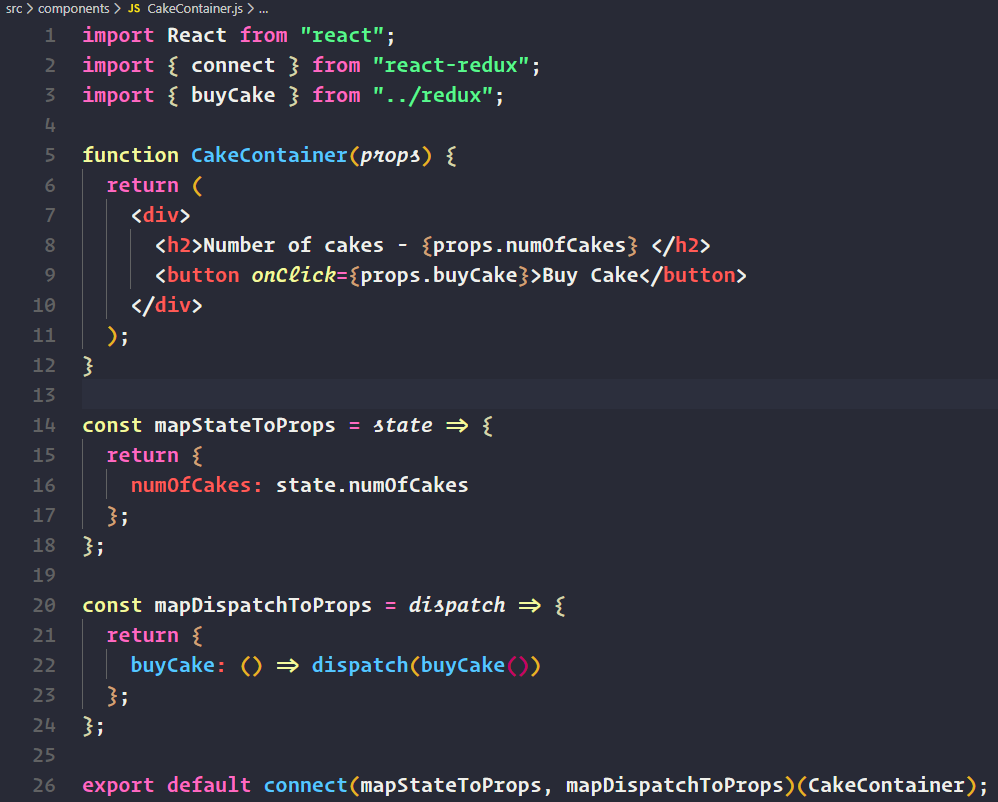 src > components > JS CakeContainer.js > ...
1 import React from "react";
2 import { connect } from "react-redux";
3 import { buyCake } from "../redux";
4
5 function CakeContainer(props) {
6   return (
7     <div>
8       <h2>Number of cakes - {props.numOfCakes} </h2>
9       <button onClick={props.buyCake}>Buy Cake</button>
10     </div>
11   );
12 }
13
14 const mapStateToProps = state => {
15   return {
16     numOfCakes: state.numOfCakes
17   };
18 };
19
20 const mapDispatchToProps = dispatch => {
21   return {
22     buyCake: () => dispatch(buyCake())
23   };
24 };
25
26 export default connect(mapStateToProps, mapDispatchToProps)(CakeContainer);